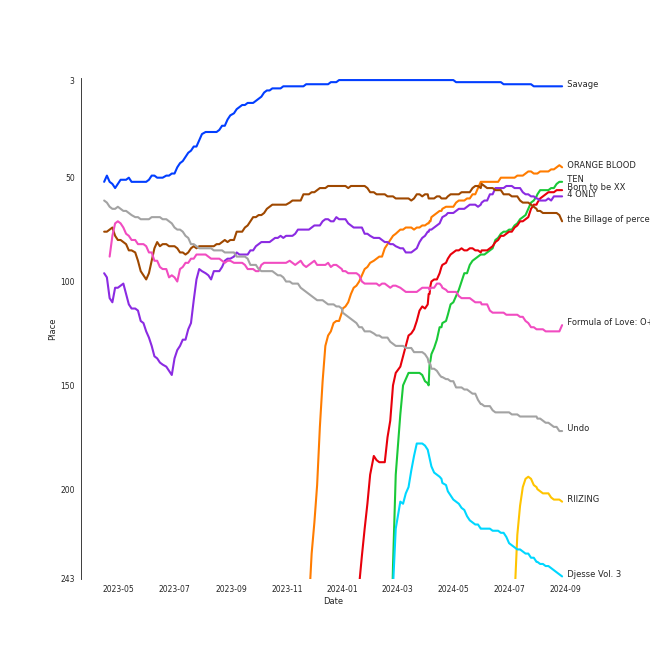 3
Savage
ORANGE BLOOD
50
TEN
Born to be XX
4 ONLY
the Billage of perce
100
Formula of Love: O+
Place
150
Undo
200
RIIZING
243
Djesse Vol. 3
2023-05 2023-07 2023-09 2023-11 2024-01 2024-03 2024-05 2024-07 2024-09
Date